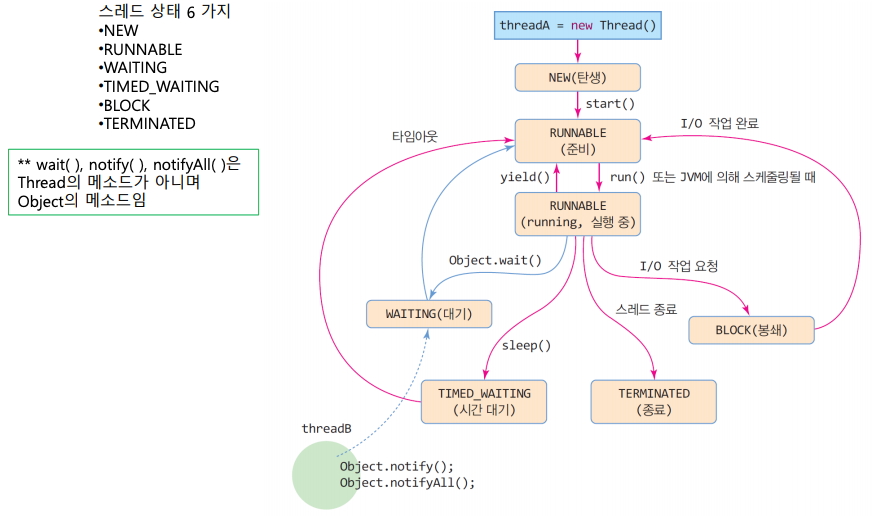 스레드 상태 6 가지
•NEW
•RUNNABLE
•WAITING
•TIMED_WAITING
•BLOCK
•TERMINATED
** wait( ), notify( ), notifyAll( )은
Thread의 메소드가 아니며
Object의 메소드임
threadA = new Thread()
NEW(탄생)
start()
타임아웃
RUNNABLE
(준비)
I/O 작업 완료
yield()
run() 또는 JVM에 의해 스케줄링될 때
RUNNABLE
(running, 실행 중)
Object.wait()
I/O 작업 요청
WAITING(대기)
스레드 종료
BLOCK(봉쇄)
sleep()
TIMED_WAITING
(시간 대기)
TERMINATED
(종료)
threadB
Object.notify();
Object.notifyAll();